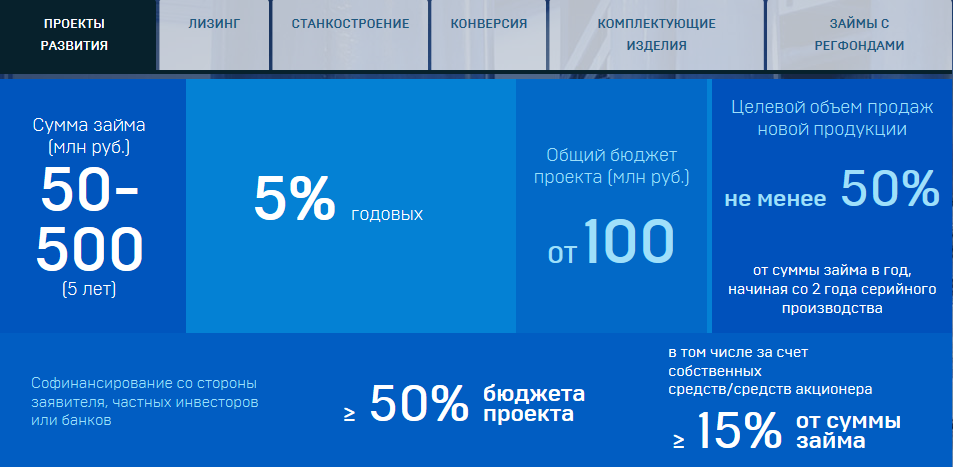 ПРОЕКТЫ
РАЗВИТИЯ
ЛИЗИНГ
СТАНКОСТРОЕНИЕ
КОНВЕРСИЯ
КОМПЛЕКТУЮЩИЕ
ИЗДЕЛИЯ
ЗАЙМЫ С
РЕГФОНДАМИ
Сумма займа
(млн руб.)
50-
500
(5 лет)
5% годовых
Общий бюджет
проекта (млн руб.)
от 100
Целевой объем продаж
новой продукции
не менее 50%
от суммы займа в год,
начиная со 2 года серийного
производства
Софинансирование со стороны
заявителя, частных инвесторов
или банков
≥ 50% бюджета
проекта
в том числе за счет
собственных
средств/средств акционера
≥ 15% от суммы
займа